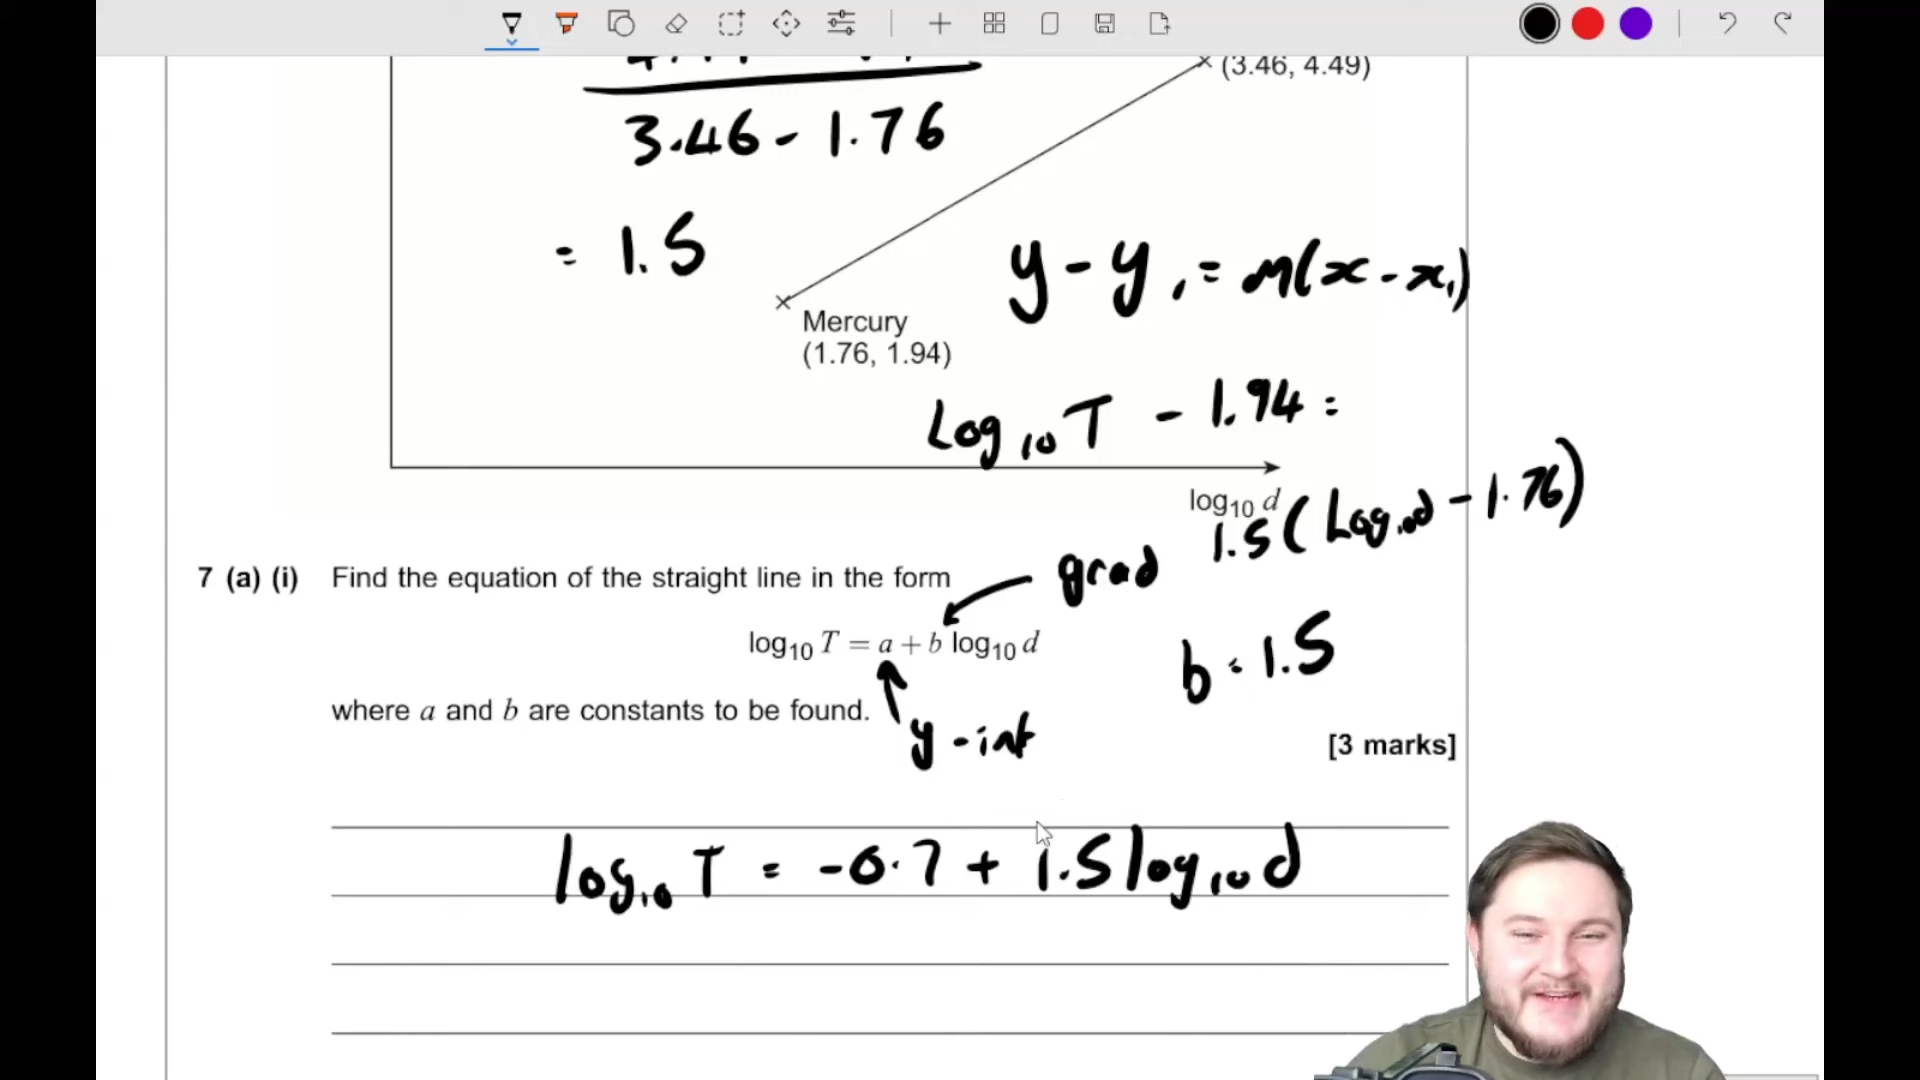 (3.46, 4.49)
3.46 - 1.76
= 1.5
y - y₁ = m(x - x₁)
Mercury
(1.76, 1.94)
Log₁₀ T - 1.94 =
log₁₀ d
1.5 (Log₁₀d - 1.76)
grad
7 (a) (i) Find the equation of the straight line in the form
log₁₀ T = a + b log₁₀ d
b = 1.5
where a and b are constants to be found.
y - int
[3 marks]
log₁₀ T = -0.7 + 1.5 log₁₀ d